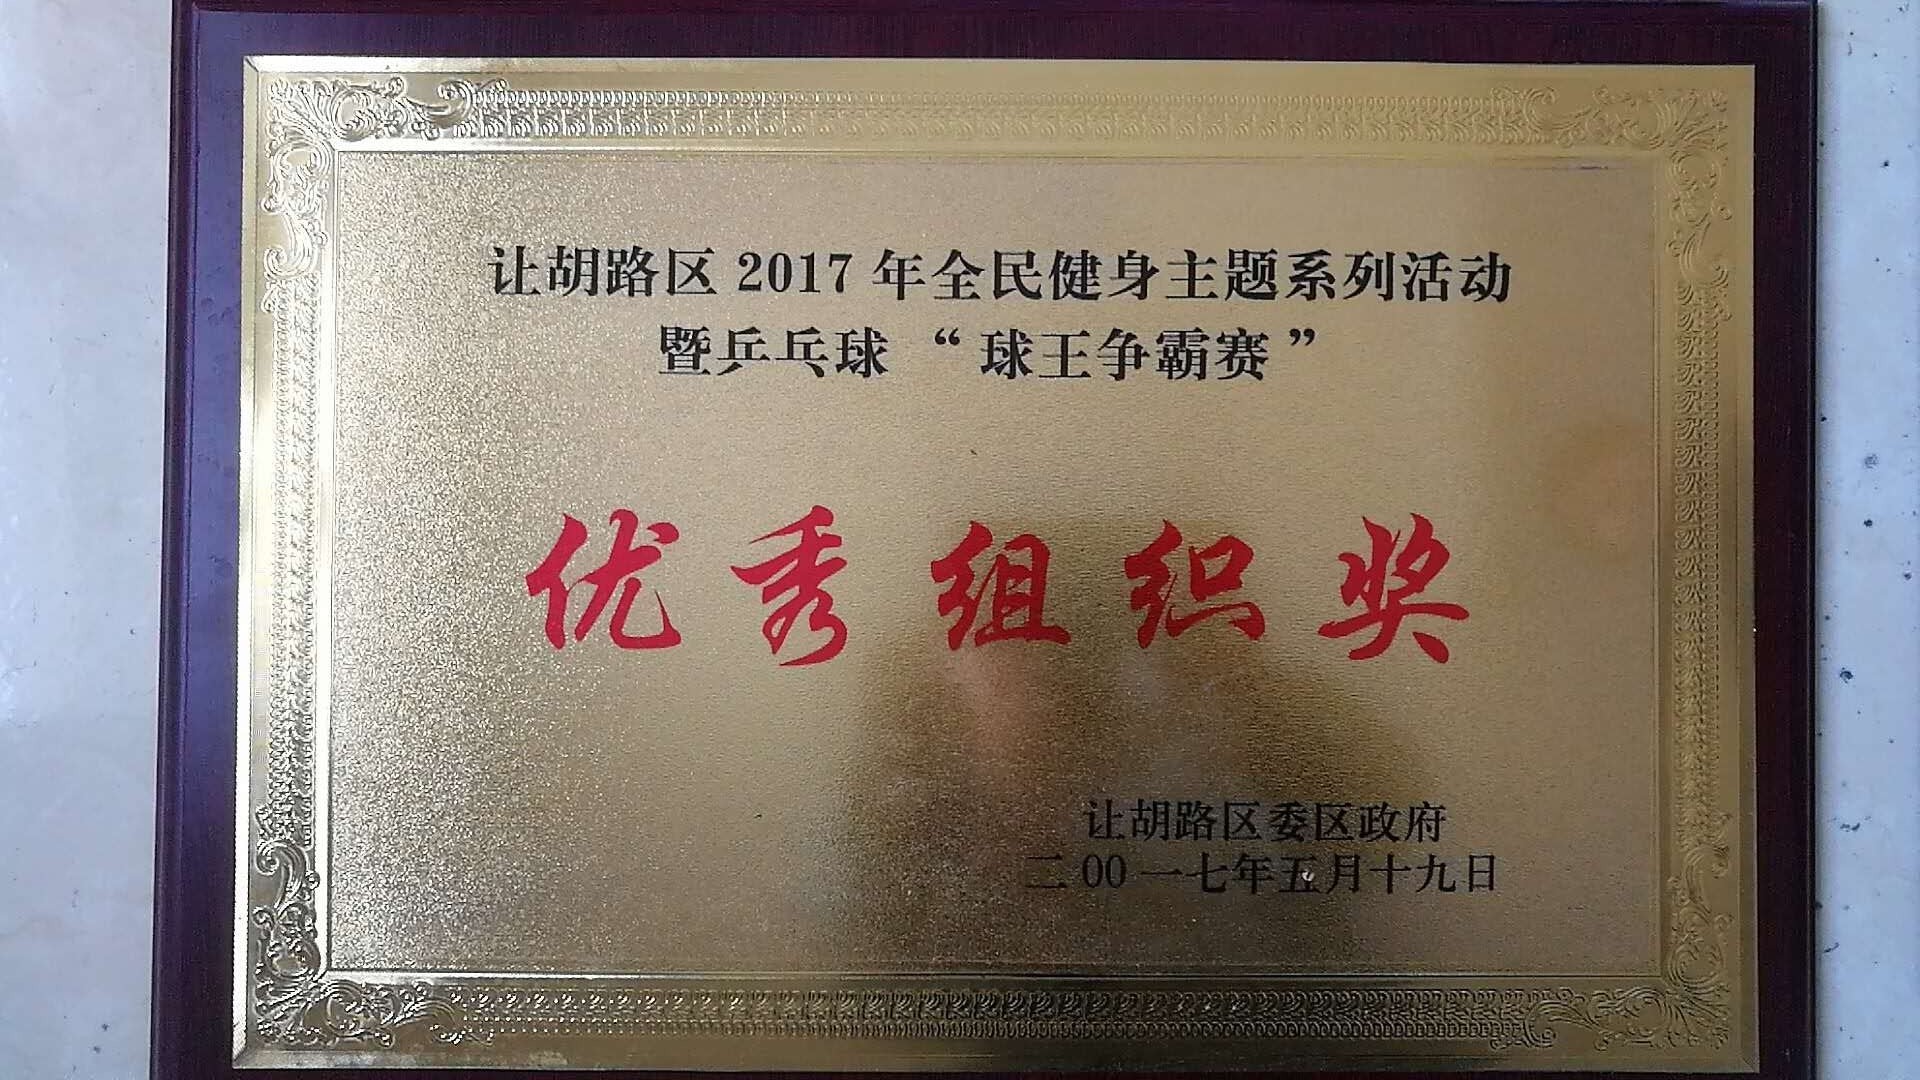 让胡路区 2017 年全民健身主题系列活动
暨乒乓球 “ 球王争霸赛 ”
优秀组织奖
让胡路区委区政府
二00一七年五月十九日